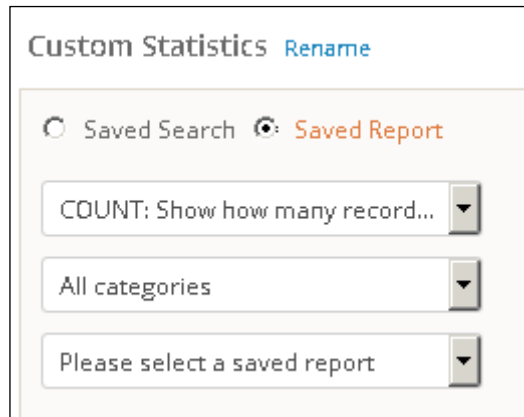 Custom Statistics Rename
Saved Search Saved Report
COUNT: Show how many record...
All categories
Please select a saved report